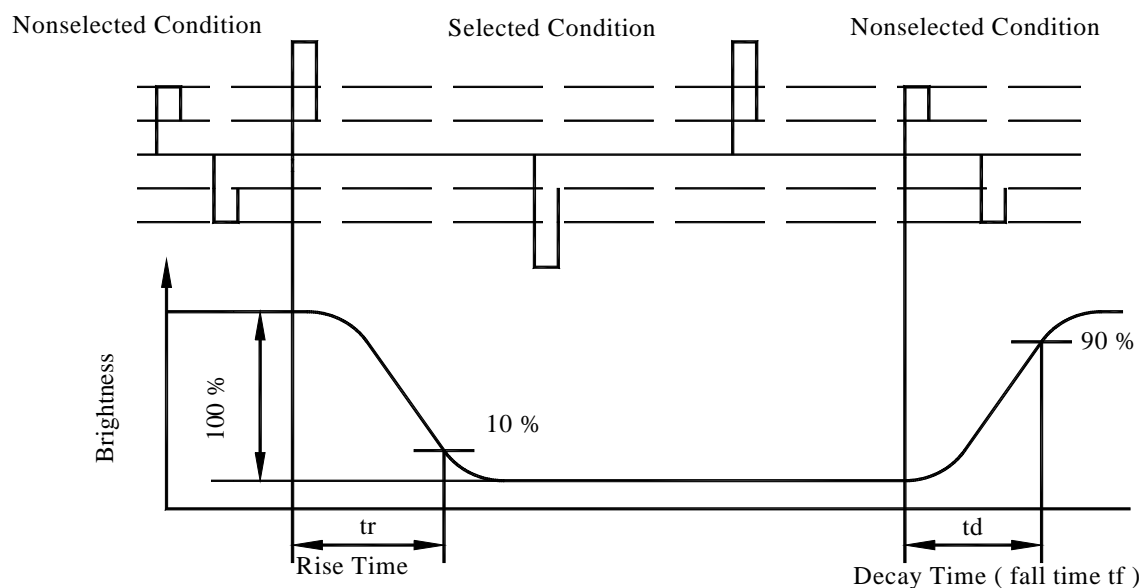 Nonselected Condition
Selected Condition
Nonselected Condition
Brightness
100 %
10 %
90 %
tr
Rise Time
td
Decay Time ( fall time tf )